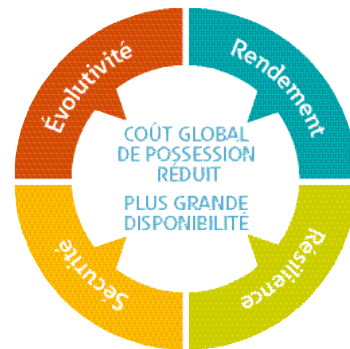 Évolutivité
Rendement
COÛT GLOBAL
DE POSSESSION
RÉDUIT
PLUS GRANDE
DISPONIBILITÉ
Sécurité
Résilience